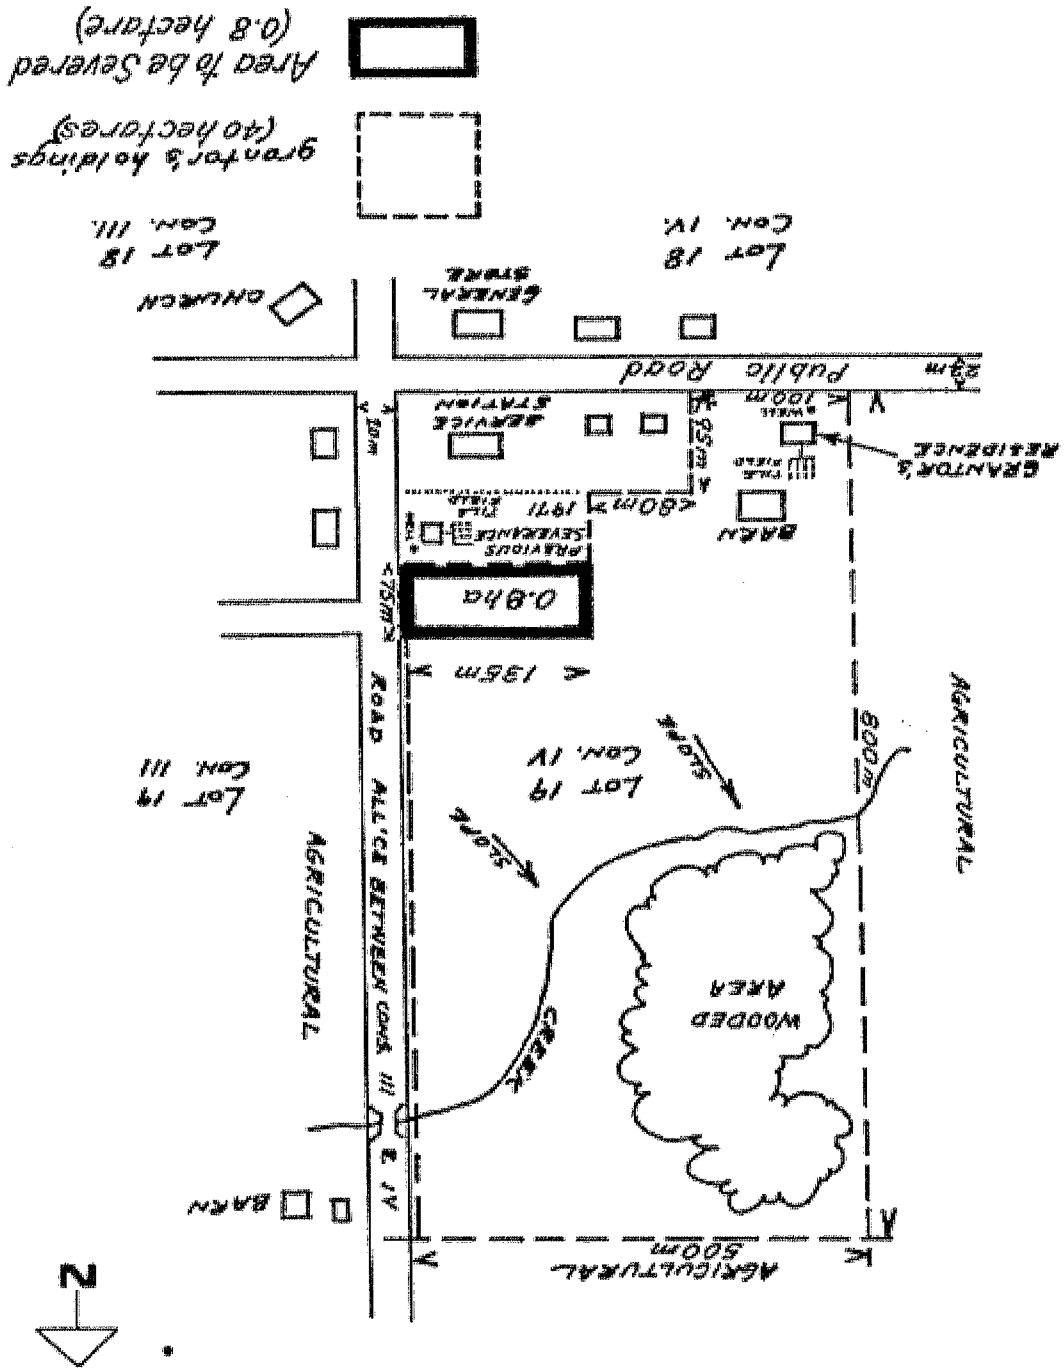 N
AGRICULTURAL
500m
BARN
R. IV
ROAD ALL'CE BETWEEN CONS III
CREEK
WOODED
AREA
AGRICULTURAL
AGRICULTURAL
SLOPE
SLOPE
800m
LOT 19
CON. IV
LOT 19
CON. III
135m
75m
0.8ha
PREVIOUS
SEVERANCE
1971
TILE
FIELD
WELL
80m
95m
BARN
TILE
FIELD
GRANTOR'S
RESIDENCE
WELL
100m
SERVICE
STATION
20m
Public Road
23m
GENERAL
STORE
CHURCH
LOT 18
CON. IV.
LOT 18
CON. III.
grantor's holdings
(40 hectares)
Area to be Severed
(0.8 hectare)